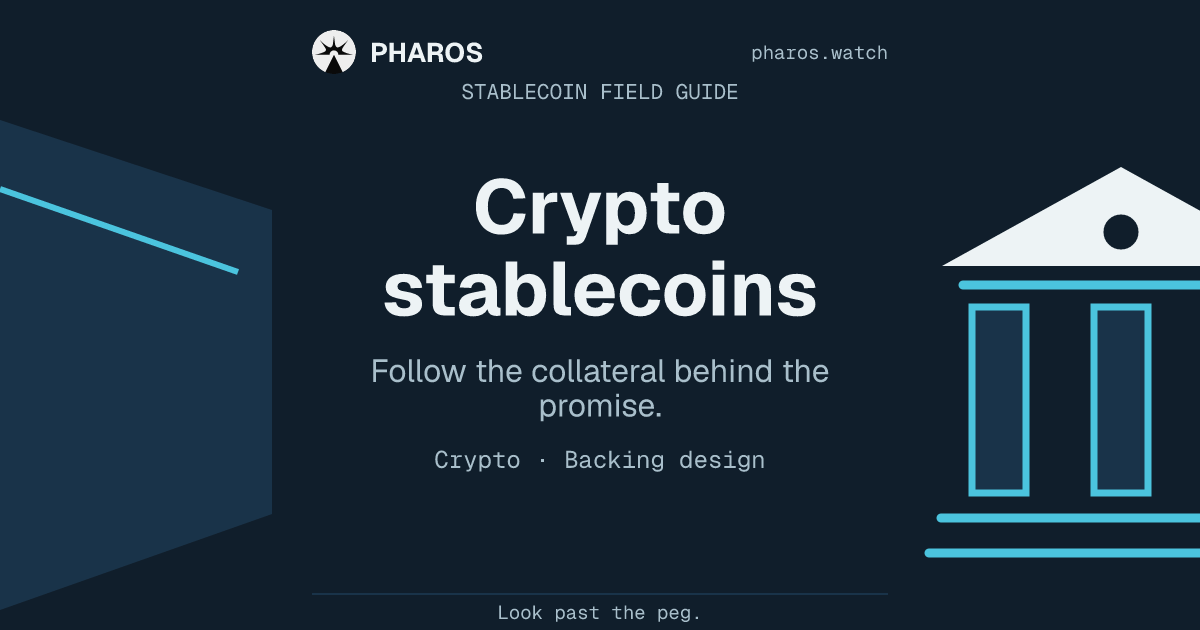 PHAROS
pharos.watch
STABLECOIN FIELD GUIDE
Crypto
stablecoins
Follow the collateral behind the
promise.
Crypto · Backing design
Look past the peg.